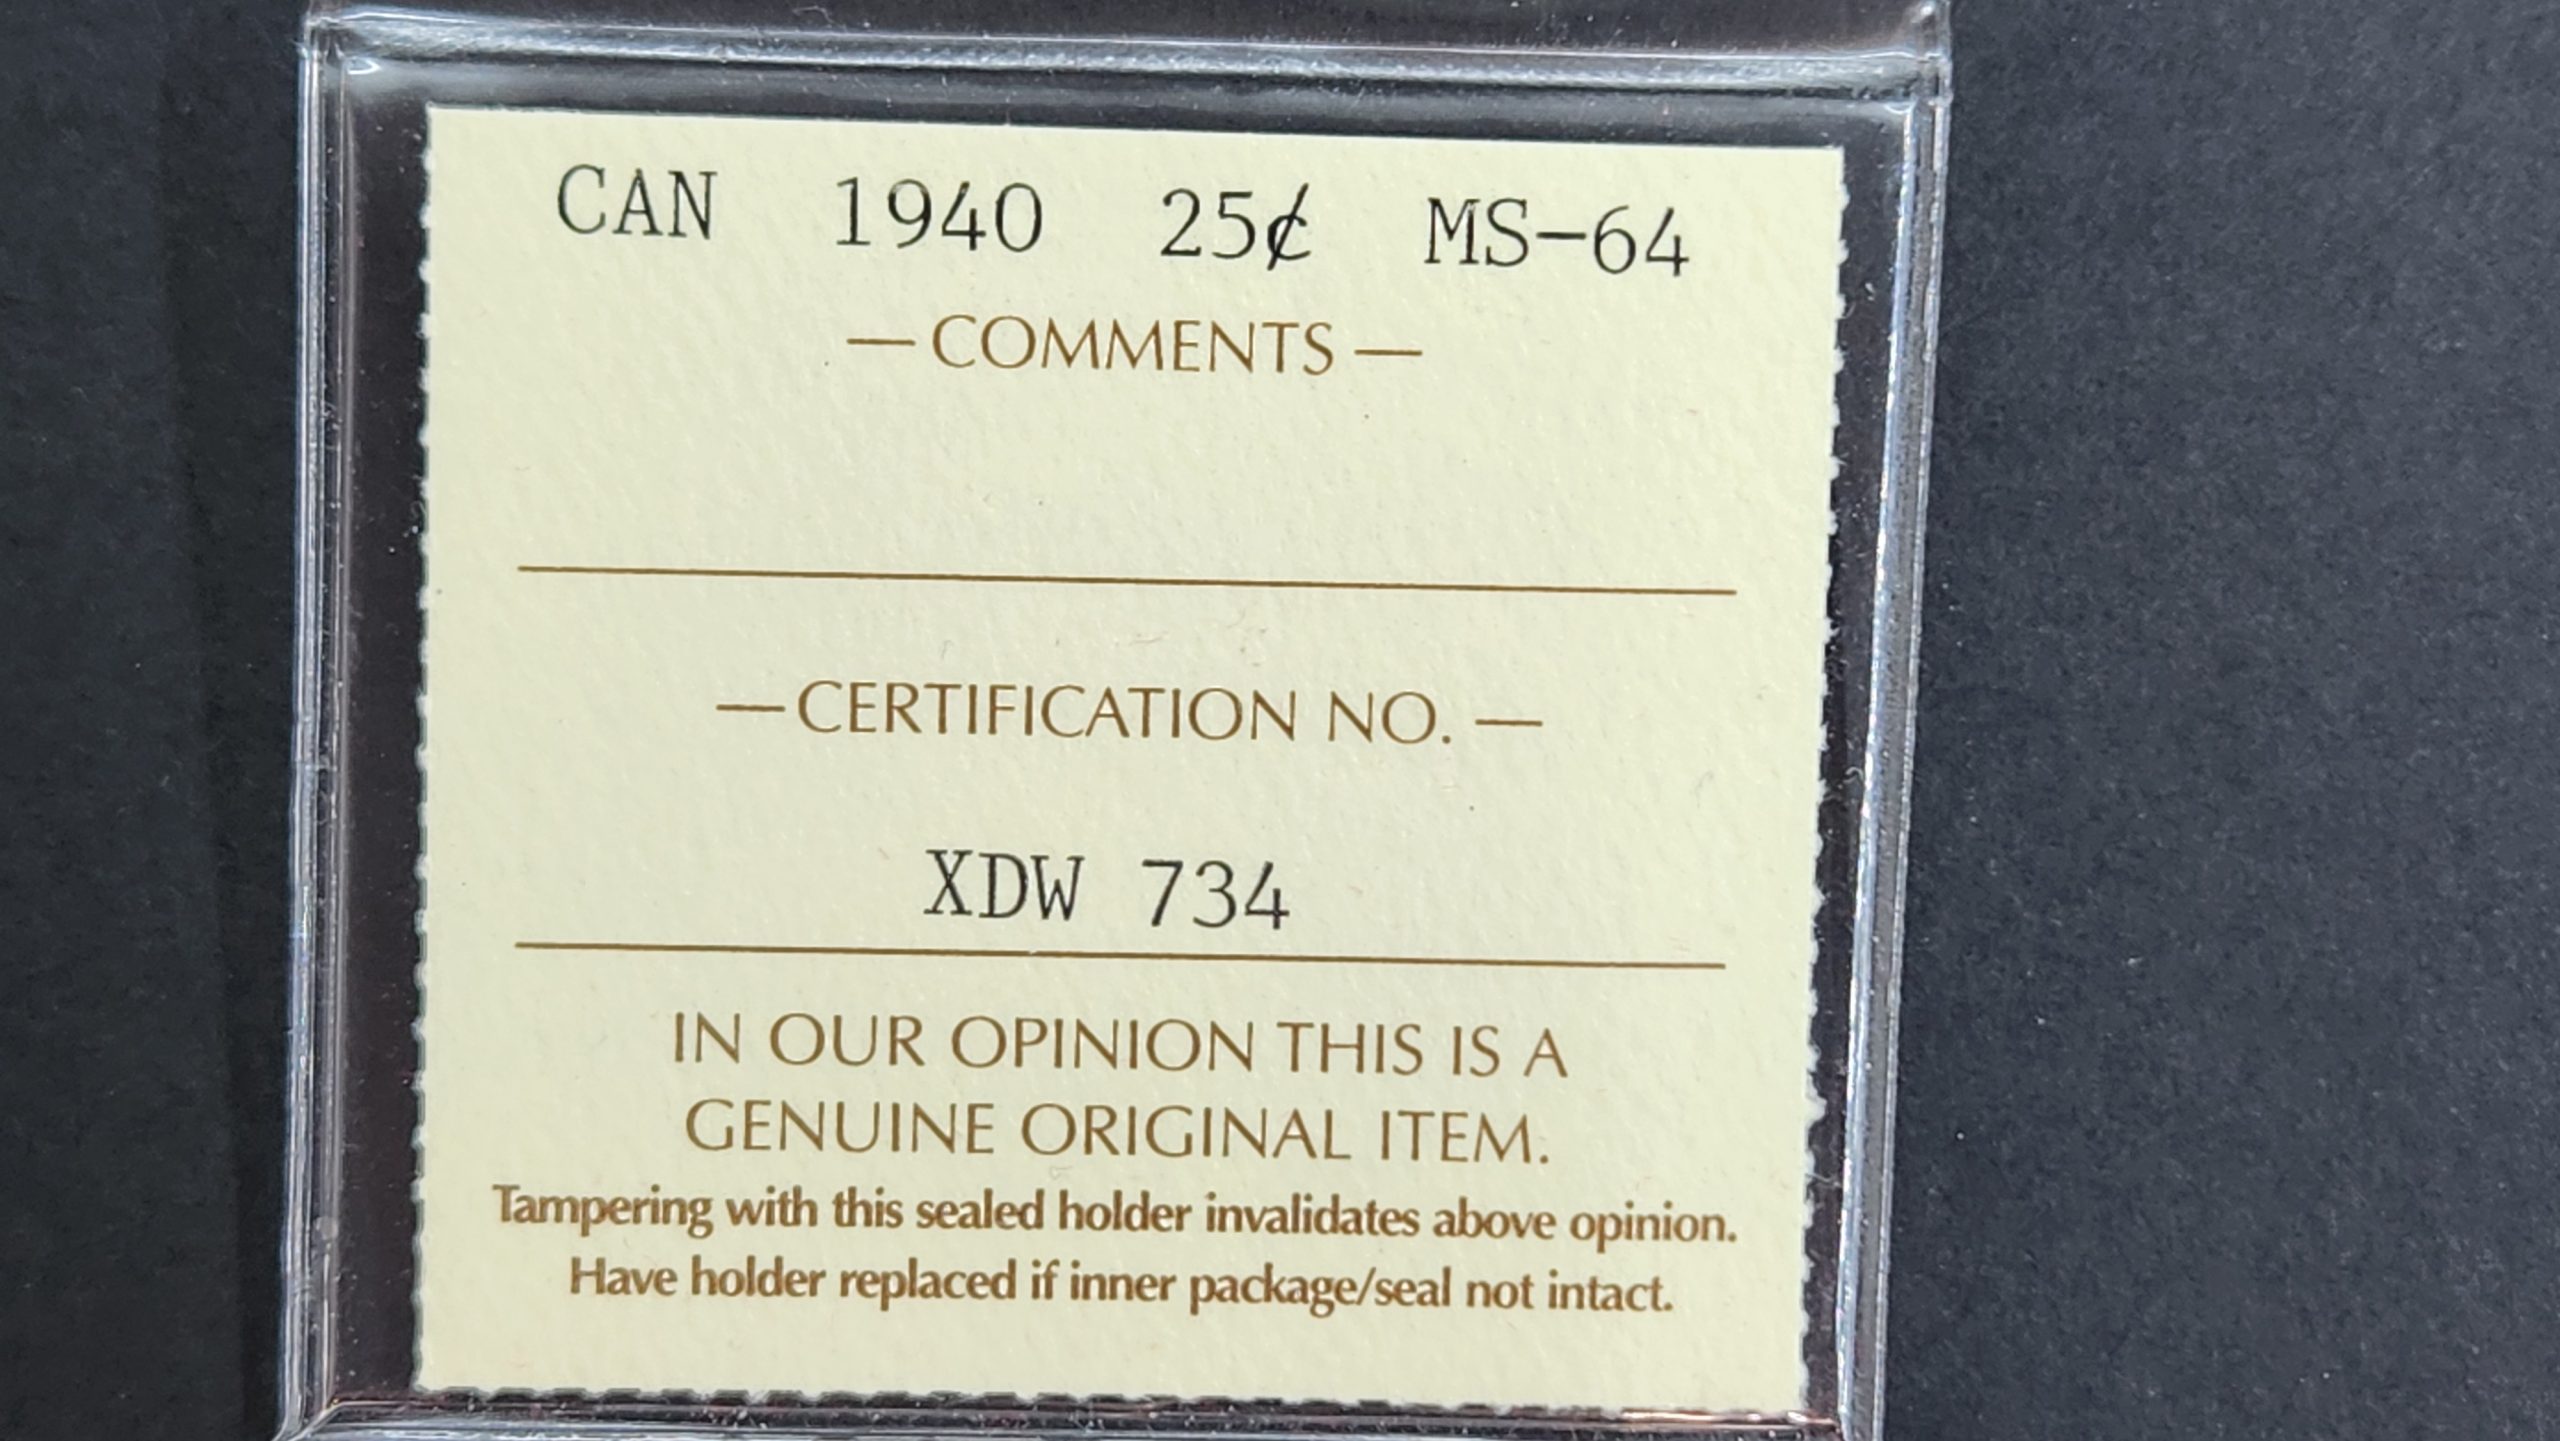 CAN 1940 25¢ MS-64
— COMMENTS —
— CERTIFICATION NO. —
XDW 734
IN OUR OPINION THIS IS A
GENUINE ORIGINAL ITEM.
Tampering with this sealed holder invalidates above opinion.
Have holder replaced if inner package/seal not intact.